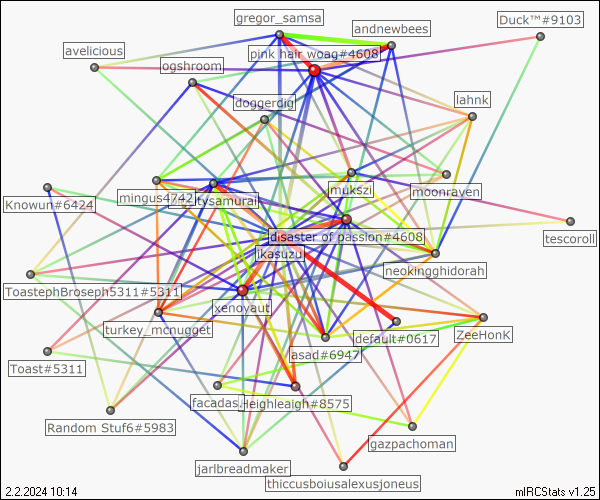 gregor_samsa
Duck™#9103
andnewbees
avelicious
pink hair woag#4608
ogshroom
doggerdig
lahnk
mukszi
moonraven
mingus4742
tysamurai
Knowun#6424
tescoroll
disaster of passion#4608
ikasuzu
neokingghidorah
ToastephBroseph5311#5311
xenoyaut
turkey_mcnugget
default#0617
ZeeHonK
asad#6947
Toast#5311
facadas
Heighleaigh#8575
Random Stuf6#5983
gazpachoman
jarlbreadmaker
thiccusboiusalexusjoneus
2.2.2024 10:14
mIRCStats v1.25